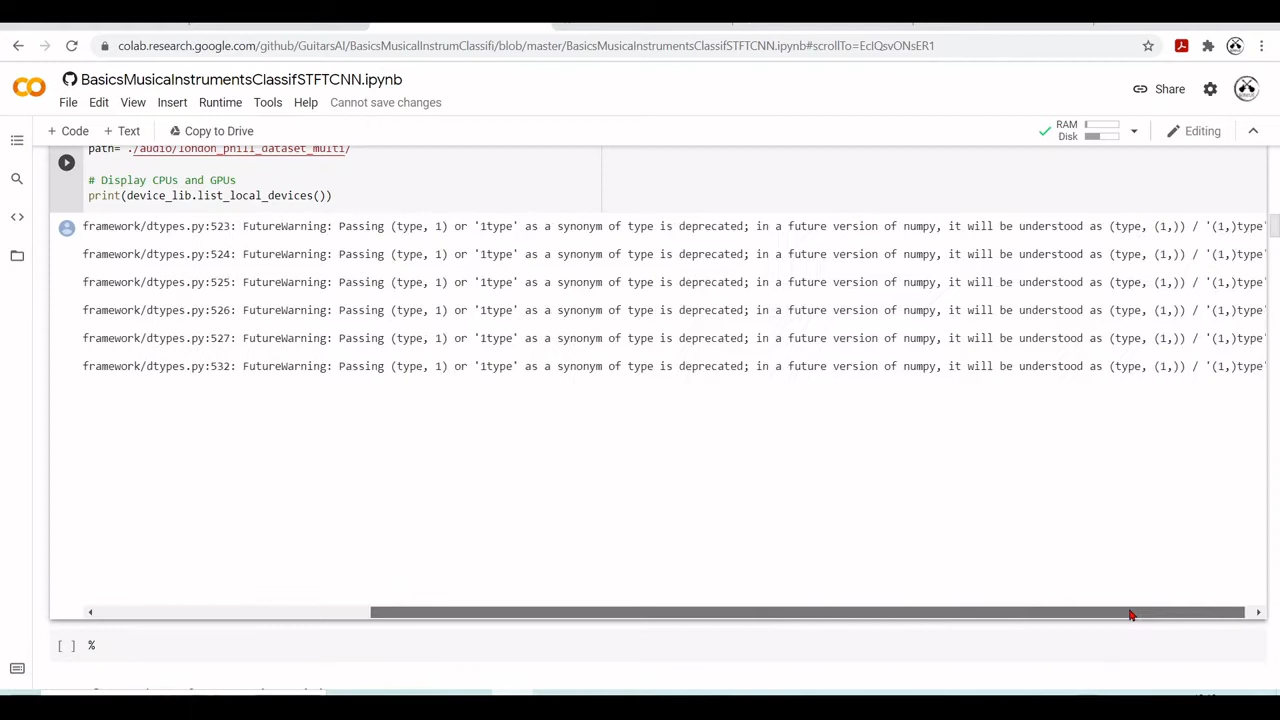 colab.research.google.com/github/GuitarsAI/BasicsMusicalInstrumClassifi/blob/master/BasicsMusicalInstrumentsClassifSTFTCNN.ipynb#scrollTo=EcIQsvONsER1
BasicsMusicaInstrumentsClassifSTFTCNN.ipynb
Share
File Edit View Insert Runtime Tools Help Cannot save changes
+ Code + Text Copy to Drive RAM Disk Editing
path= ./audio/london_phill_dataset_multi/
# Display CPUs and GPUs
print(device_lib.list_local_devices())
framework/dtypes.py:523: FutureWarning: Passing (type, 1) or '1type' as a synonym of type is deprecated; in a future version of numpy, it will be understood as (type, (1,)) / '(1,)type'
framework/dtypes.py:524: FutureWarning: Passing (type, 1) or '1type' as a synonym of type is deprecated; in a future version of numpy, it will be understood as (type, (1,)) / '(1,)type'
framework/dtypes.py:525: FutureWarning: Passing (type, 1) or '1type' as a synonym of type is deprecated; in a future version of numpy, it will be understood as (type, (1,)) / '(1,)type'
framework/dtypes.py:526: FutureWarning: Passing (type, 1) or '1type' as a synonym of type is deprecated; in a future version of numpy, it will be understood as (type, (1,)) / '(1,)type'
framework/dtypes.py:527: FutureWarning: Passing (type, 1) or '1type' as a synonym of type is deprecated; in a future version of numpy, it will be understood as (type, (1,)) / '(1,)type'
framework/dtypes.py:532: FutureWarning: Passing (type, 1) or '1type' as a synonym of type is deprecated; in a future version of numpy, it will be understood as (type, (1,)) / '(1,)type'
[ ] %